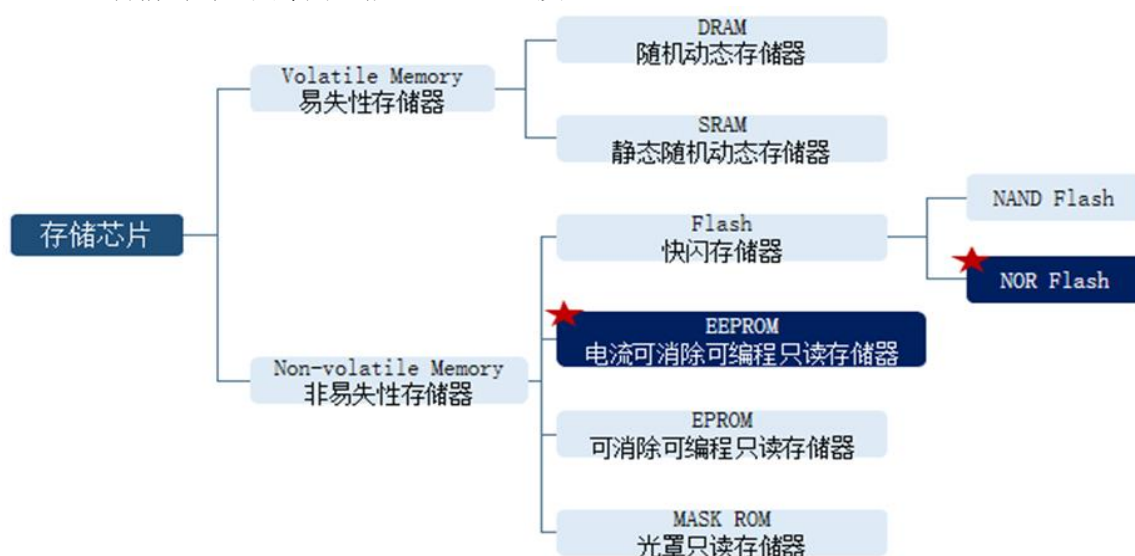 DRAM
随机动态存储器
Volatile Memory
易失性存储器
SRAM
静态随机动态存储器
存储芯片
Flash
快闪存储器
NAND Flash
NOR Flash
EEPROM
电流可消除可编程只读存储器
Non-volatile Memory
非易失性存储器
EPROM
可消除可编程只读存储器
MASK ROM
光罩只读存储器